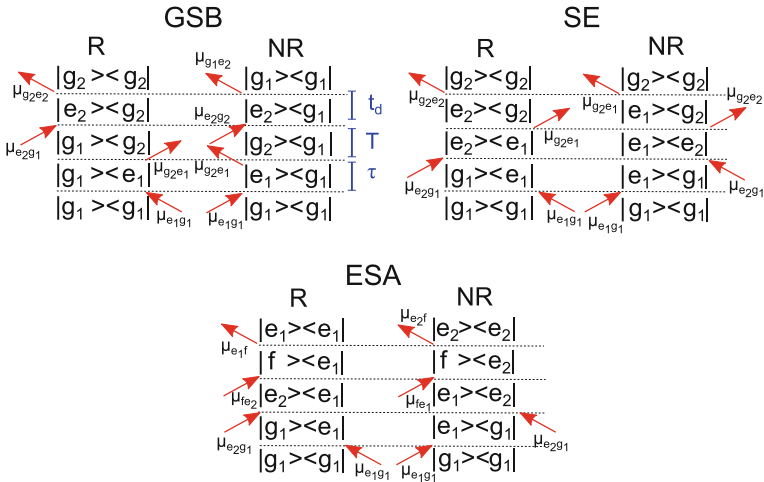 GSB
R
NR
μg2e2
|g2><g2|
μg1e2
|g1><g1|
|e2><g2|
μe2g2
|e2><g1|
td
μe2g1
|g1><g2|
μg2e1
μg2e1
|g2><g1|
T
|g1><e1|
|e1><g1|
τ
|g1><g1|
μe1g1
μe1g1
|g1><g1|
SE
R
NR
μg2e2
|g2><g2|
μg2e1
|g2><g2|
|e2><g2|
μg2e1
|e1><g2|
μg2e2
|e2><e1|
|e1><e2|
μe2g1
|g1><e1|
|e1><g1|
μe2g1
|g1><g1|
μe1g1
μe1g1
|g1><g1|
ESA
R
NR
μe1f
|e1><e1|
μe2f
|e2><e2|
|f ><e1|
|f ><e2|
μfe2
|e2><e1|
μfe1
|e1><e2|
μe2g1
|g1><e1|
|e1><g1|
μe2g1
|g1><g1|
μe1g1
μe1g1
|g1><g1|